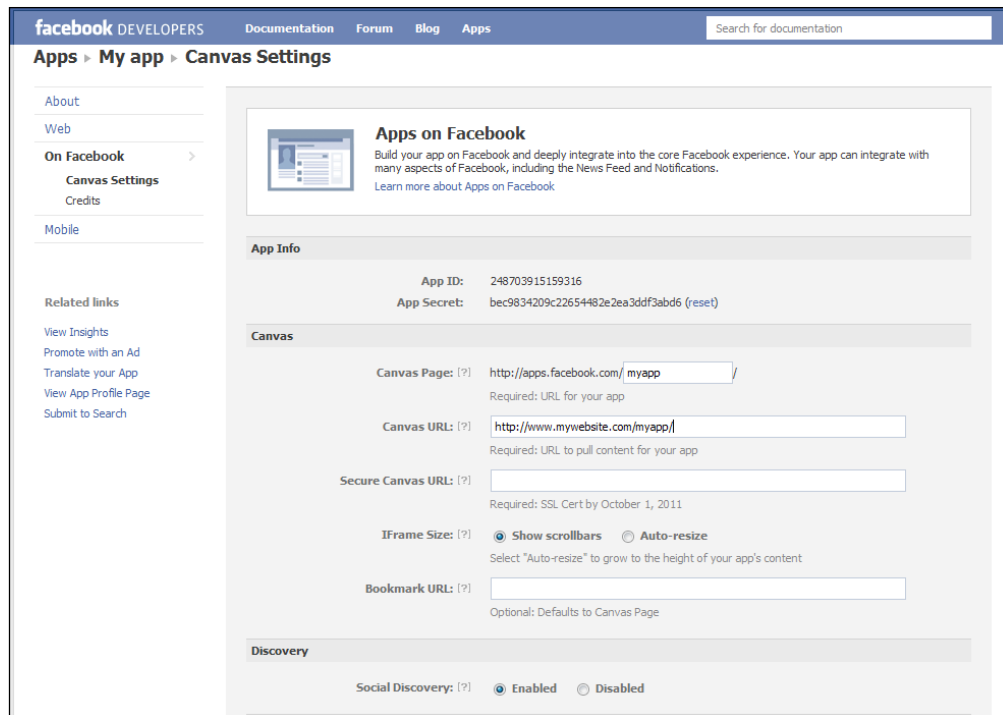 facebook DEVELOPERS Documentation Forum Blog Apps Search for documentation
Apps ▸ My app ▸ Canvas Settings
About
Web
On Facebook
Canvas Settings
Credits
Mobile
Related links
View Insights
Promote with an Ad
Translate your App
View App Profile Page
Submit to Search
Apps on Facebook
Build your app on Facebook and deeply integrate into the core Facebook experience. Your app can integrate with
many aspects of Facebook, including the News Feed and Notifications.
Learn more about Apps on Facebook
App Info
App ID: 248703915159316
App Secret: bec9834209c22654482e2ea3ddf3abd6 (reset)
Canvas
Canvas Page: [?] http://apps.facebook.com/ myapp /
Required: URL for your app
Canvas URL: [?] http://www.mywebsite.com/myapp/
Required: URL to pull content for your app
Secure Canvas URL: [?]
Required: SSL Cert by October 1, 2011
IFrame Size: [?] Show scrollbars Auto-resize
Select "Auto-resize" to grow to the height of your app's content
Bookmark URL: [?]
Optional: Defaults to Canvas Page
Discovery
Social Discovery: [?] Enabled Disabled